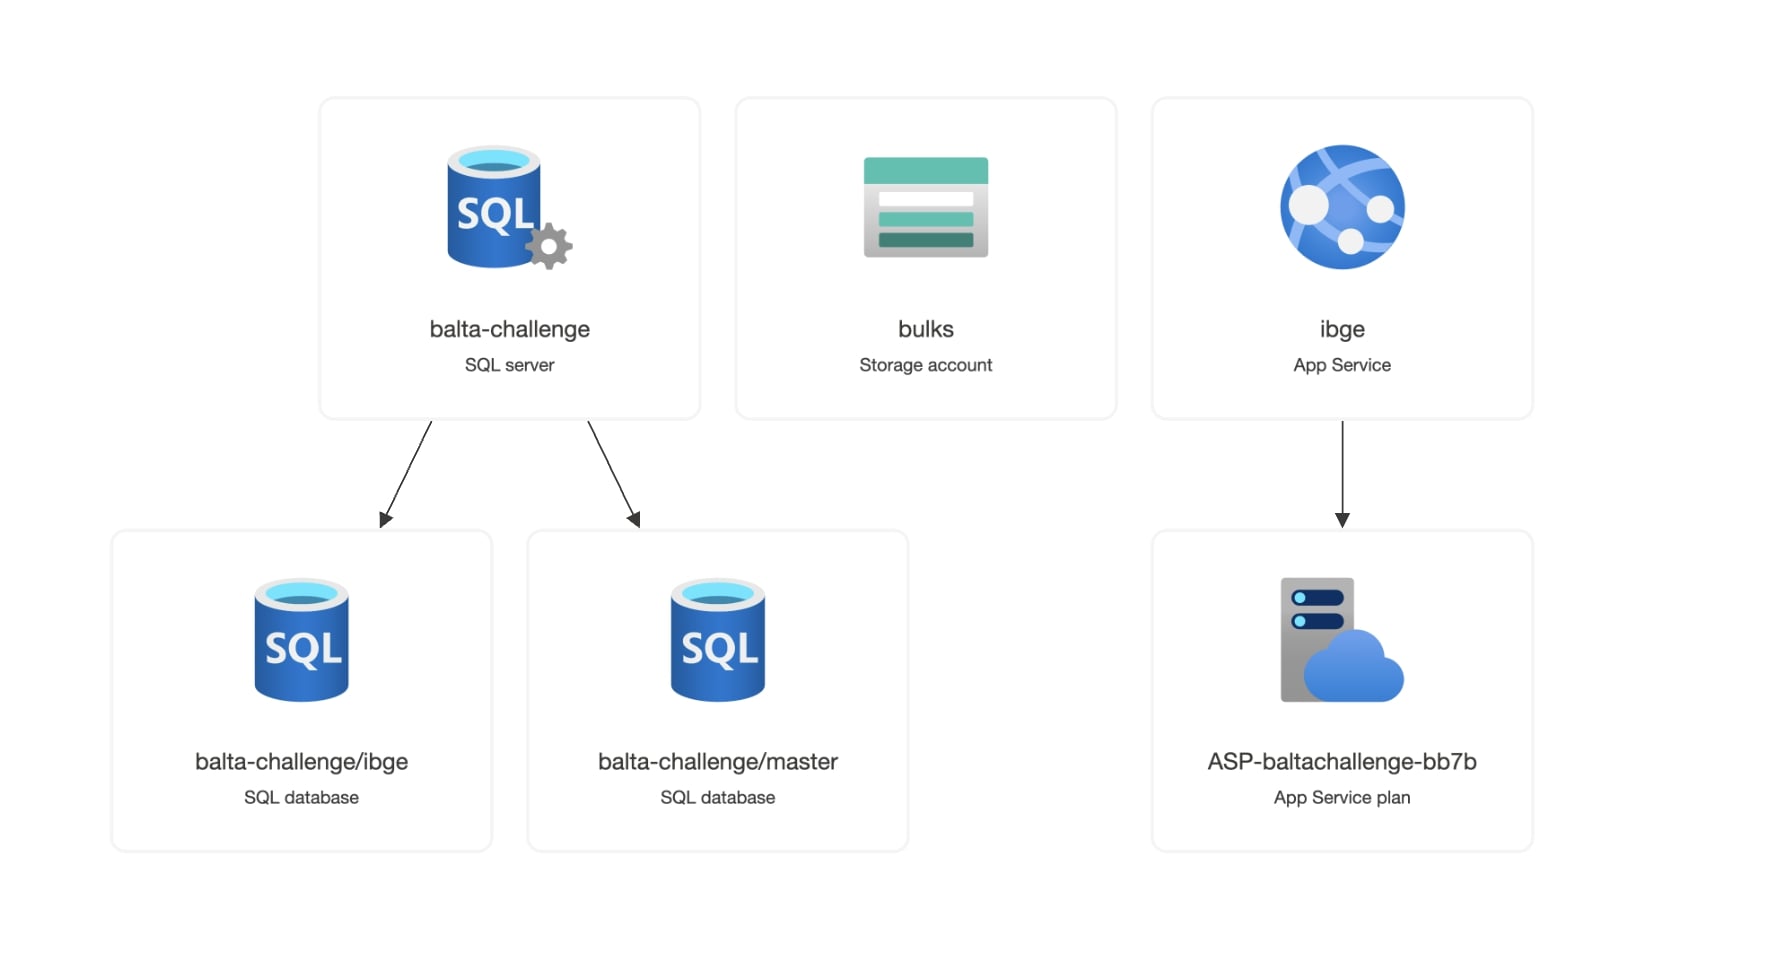 SQL
balta-challenge
SQL server
bulks
Storage account
ibge
App Service
SQL
balta-challenge/ibge
SQL database
SQL
balta-challenge/master
SQL database
ASP-baltachallenge-bb7b
App Service plan